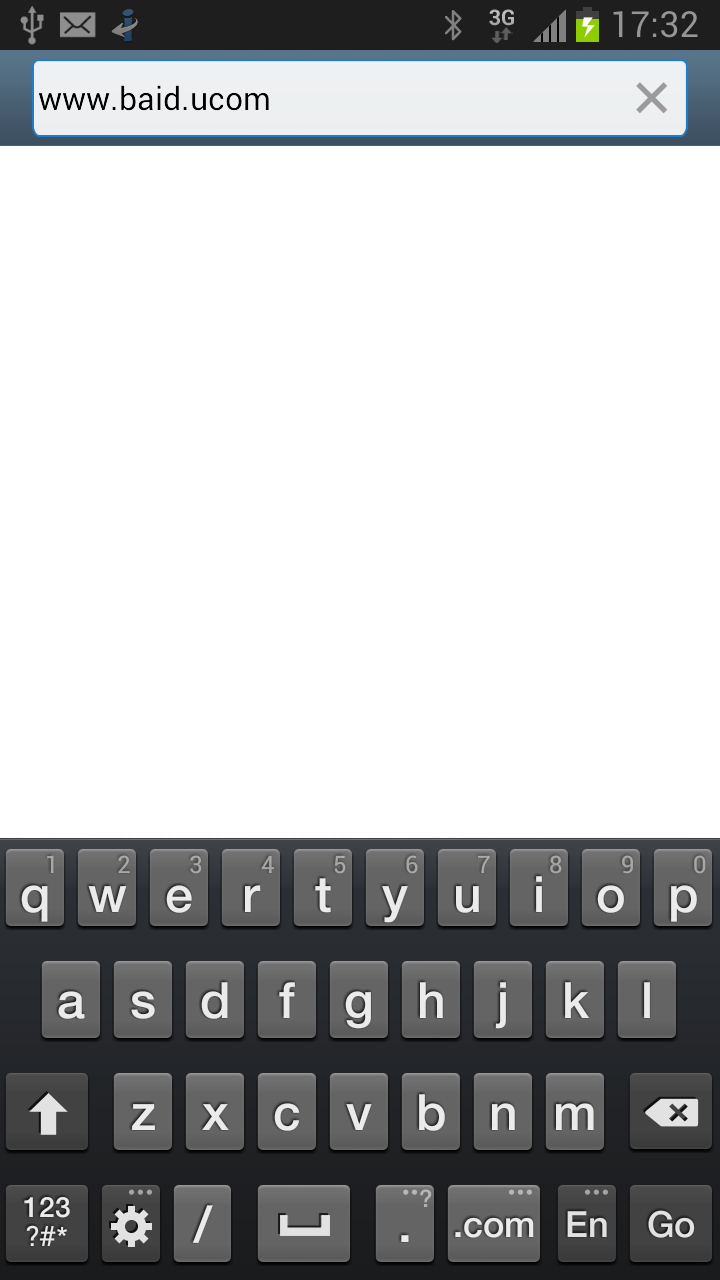 3G 17:32
www.baid.ucom
1 2 3 4 5 6 7 8 9 0
q w e r t y u i o p
a s d f g h j k l
z x c v b n m
123 ?
?#* / . .com En Go